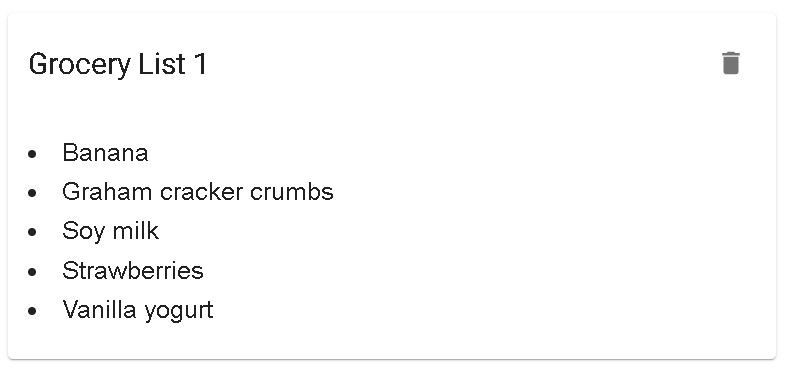 Grocery List 1
• Banana
• Graham cracker crumbs
• Soy milk
• Strawberries
• Vanilla yogurt